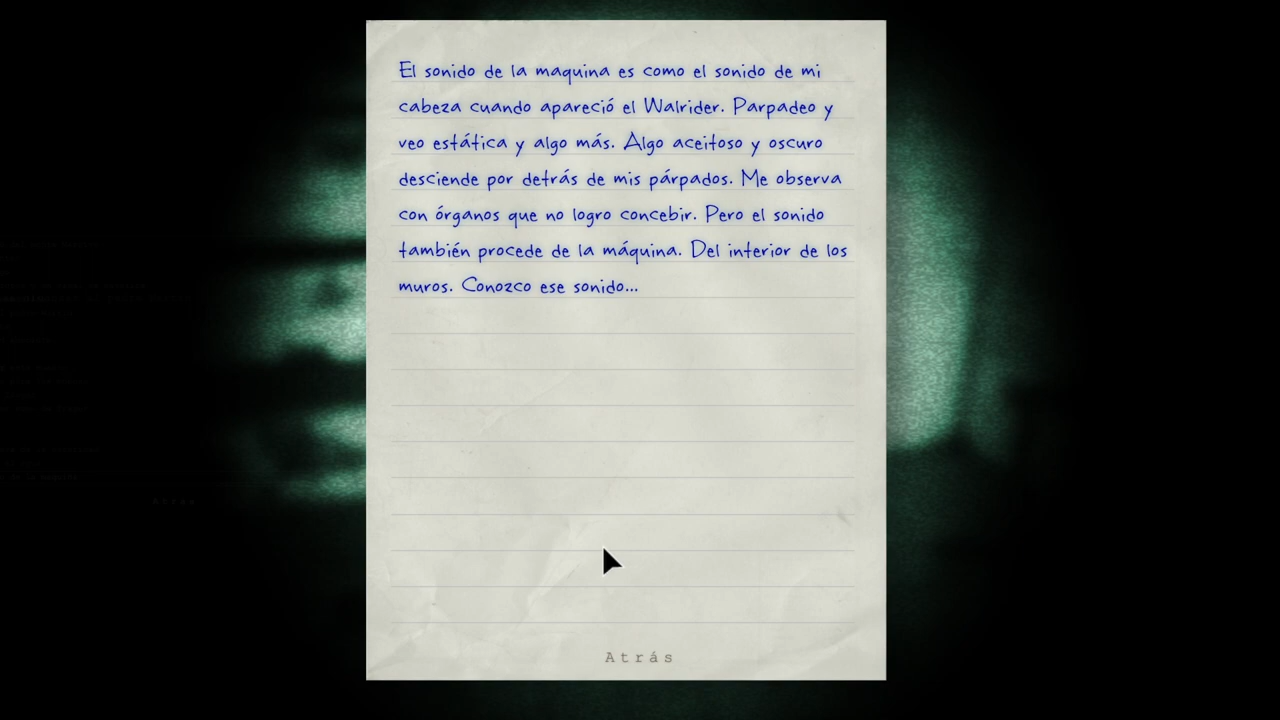 El sonido de la maquina es como el sonido de mi
cabeza cuando apareció el Walrider. Parpadeo y
veo estática y algo más. Algo aceitoso y oscuro
desciende por detrás de mis párpados. Me observa
con órganos que no logro concebir. Pero el sonido
también procede de la máquina. Del interior de los
muros. Conozco ese sonido...
Atrás